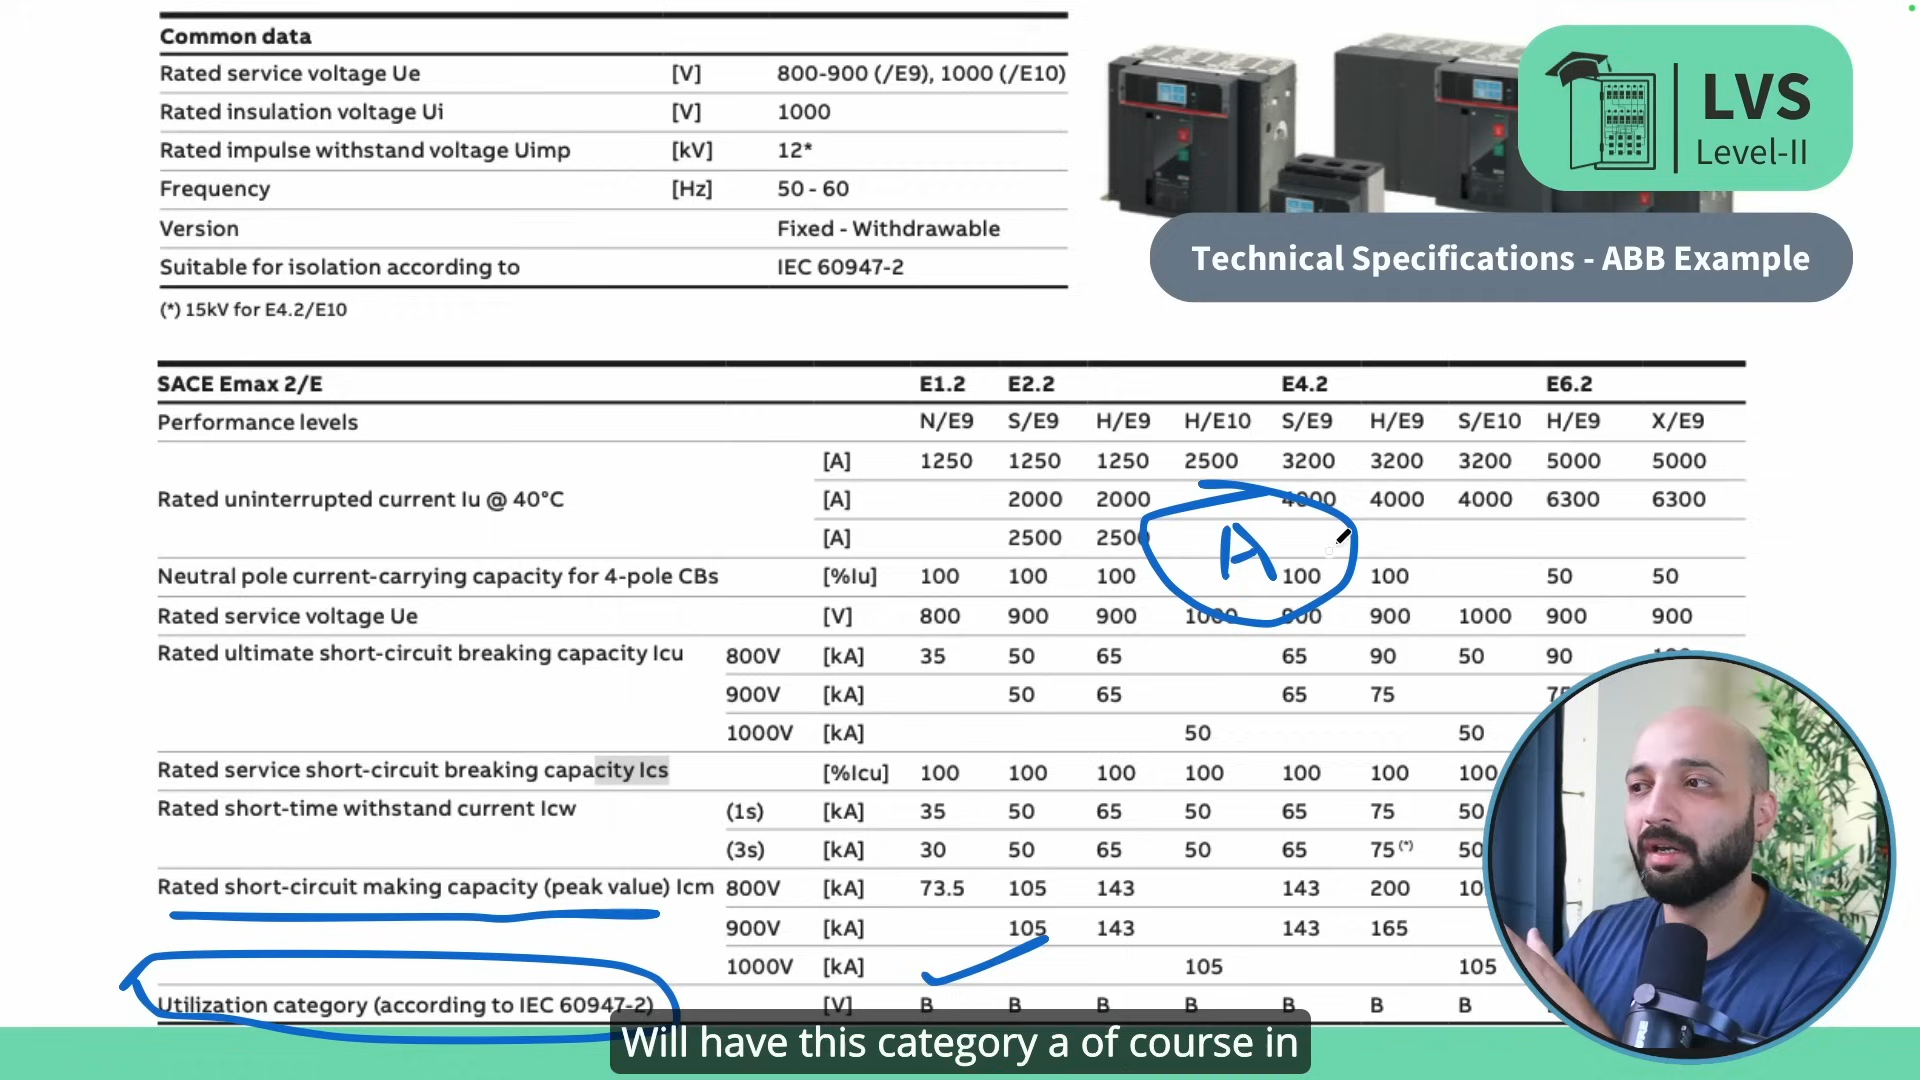 Common data
Rated service voltage Ue [V] 800-900 (/E9), 1000 (/E10)
Rated insulation voltage Ui [V] 1000
Rated impulse withstand voltage Uimp [kV] 12*
Frequency [Hz] 50 - 60
Version Fixed - Withdrawable
Suitable for isolation according to IEC 60947-2
(*) 15kV for E4.2/E10
LVS
Level-II
Technical Specifications - ABB Example
SACE Emax 2/E E1.2 E2.2 E4.2 E6.2
Performance levels N/E9 S/E9 H/E9 H/E10 S/E9 H/E9 S/E10 H/E9 X/E9
[A] 1250 1250 1250 2500 3200 3200 3200 5000 5000
Rated uninterrupted current Iu @ 40°C [A] 2000 2000 4000 4000 4000 6300 6300
[A] 2500 2500
A
Neutral pole current-carrying capacity for 4-pole CBs [%Iu] 100 100 100 100 100 50 50
Rated service voltage Ue [V] 800 900 900 1000 900 900 1000 900 900
Rated ultimate short-circuit breaking capacity Icu 800V [kA] 35 50 65 65 90 50 90
900V [kA] 50 65 65 75
1000V [kA] 50 50
Rated service short-circuit breaking capacity Ics [%Icu] 100 100 100 100 100 100 100
Rated short-time withstand current Icw (1s) [kA] 35 50 65 50 65 75 50
(3s) [kA] 30 50 65 50 65 75 (*) 50
Rated short-circuit making capacity (peak value) Icm 800V [kA] 73.5 105 143 143 200 10
900V [kA] 105 143 143 165
1000V [kA] 105 105
Utilization category (according to IEC 60947-2) [V] B B B B B B B
Will have this category a of course in